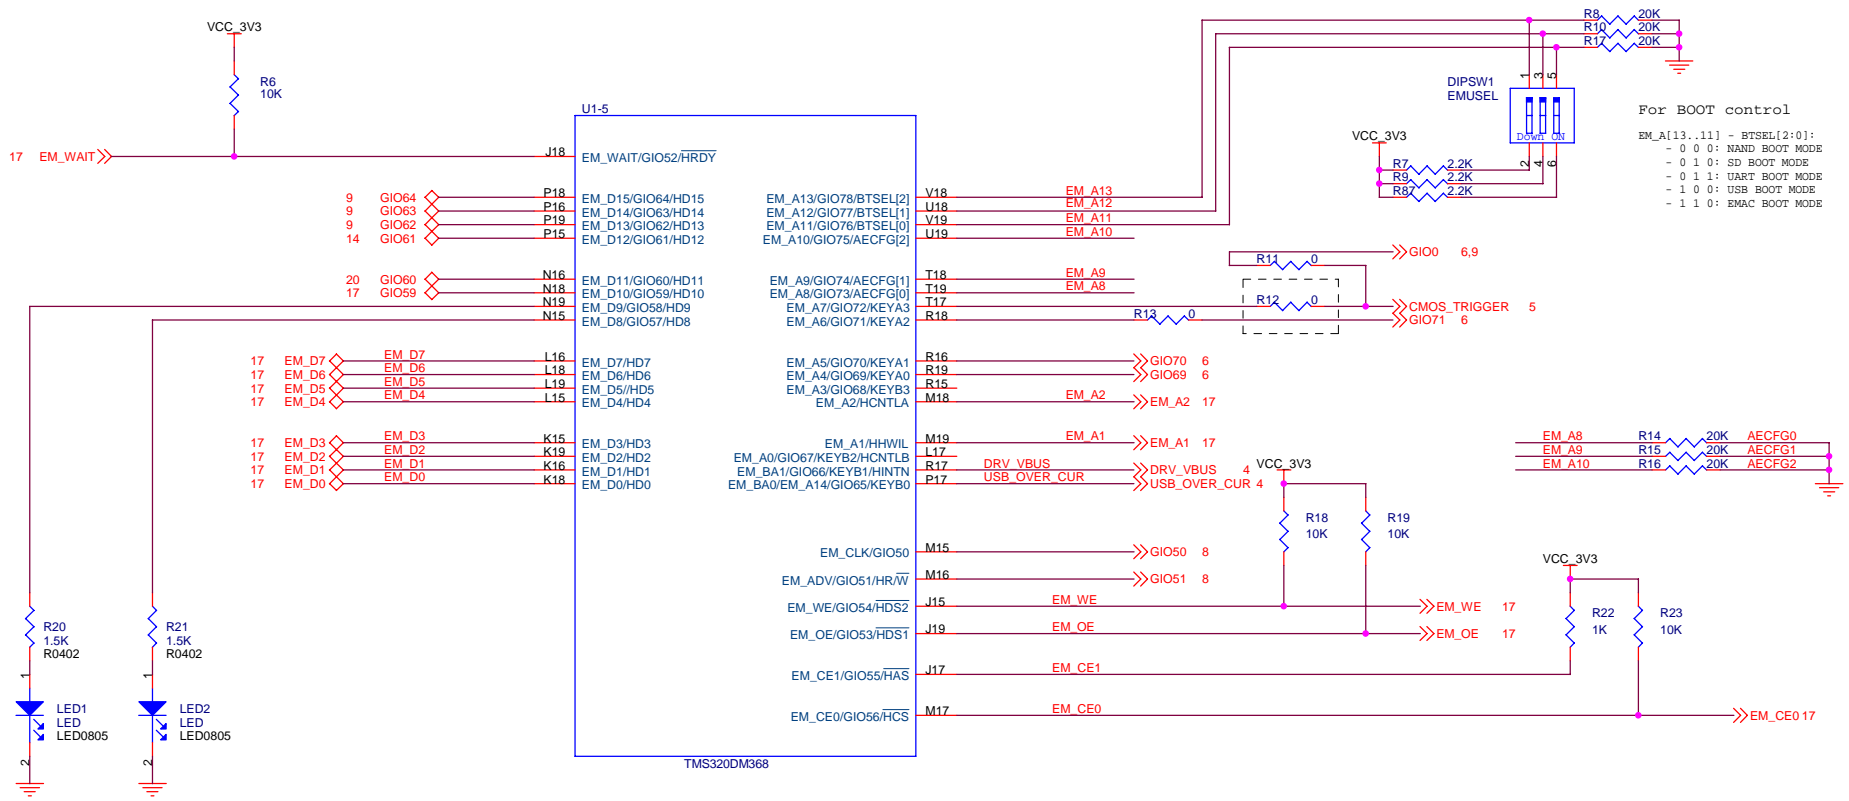 VCC_3V3
R6
10K
17 EM_WAIT
U1-5
J18 EM_WAIT/GIO52/HRDY
9 GIO64 P18 EM_D15/GIO64/HD15
9 GIO63 P16 EM_D14/GIO63/HD14
9 GIO62 P19 EM_D13/GIO62/HD13
14 GIO61 P15 EM_D12/GIO61/HD12
20 GIO60 N16 EM_D11/GIO60/HD11
17 GIO59 N18 EM_D10/GIO59/HD10
N19 EM_D9/GIO58/HD9
N15 EM_D8/GIO57/HD8
17 EM_D7 EM_D7 L16 EM_D7/HD7
17 EM_D6 EM_D6 L18 EM_D6/HD6
17 EM_D5 EM_D5 L19 EM_D5//HD5
17 EM_D4 EM_D4 L15 EM_D4/HD4
17 EM_D3 EM_D3 K15 EM_D3/HD3
17 EM_D2 EM_D2 K19 EM_D2/HD2
17 EM_D1 EM_D1 K16 EM_D1/HD1
17 EM_D0 EM_D0 K18 EM_D0/HD0
EM_A13/GIO78/BTSEL[2] V18 EM_A13
EM_A12/GIO77/BTSEL[1] U18 EM_A12
EM_A11/GIO76/BTSEL[0] V19 EM_A11
EM_A10/GIO75/AECFG[2] U19 EM_A10
EM_A9/GIO74/AECFG[1] T18 EM_A9
EM_A8/GIO73/AECFG[0] T19 EM_A8
EM_A7/GIO72/KEYA3 T17
EM_A6/GIO71/KEYA2 R18
EM_A5/GIO70/KEYA1 R16 GIO70 6
EM_A4/GIO69/KEYA0 R19 GIO69 6
EM_A3/GIO68/KEYB3 R15
EM_A2/HCNTLA M18 EM_A2 EM_A2 17
EM_A1/HHWIL M19 EM_A1 EM_A1 17
EM_A0/GIO67/KEYB2/HCNTLB L17
EM_BA1/GIO66/KEYB1/HINTN R17 DRV_VBUS DRV_VBUS 4
EM_BA0/EM_A14/GIO65/KEYB0 P17 USB_OVER_CUR USB_OVER_CUR 4
EM_CLK/GIO50 M15 GIO50 8
EM_ADV/GIO51/HR/W M16 GIO51 8
EM_WE/GIO54/HDS2 J15 EM_WE EM_WE 17
EM_OE/GIO53/HDS1 J19 EM_OE EM_OE 17
EM_CE1/GIO55/HAS J17 EM_CE1
EM_CE0/GIO56/HCS M17 EM_CE0 EM_CE0 17
TMS320DM368
R8 20K
R10 20K
R17 20K
DIPSW1
EMUSEL
1 3 5
Down ON
2 4 6
VCC_3V3
R7 2.2K
R9 2.2K
R87 2.2K
For BOOT control
EM_A[13..11] - BTSEL[2:0]:
- 0 0 0: NAND BOOT MODE
- 0 1 0: SD BOOT MODE
- 0 1 1: UART BOOT MODE
- 1 0 0: USB BOOT MODE
- 1 1 0: EMAC BOOT MODE
GIO0 6,9
R11 0
R12 0
CMOS_TRIGGER 5
R13 0
GIO71 6
EM_A8 R14 20K AECFG0
EM_A9 R15 20K AECFG1
EM_A10 R16 20K AECFG2
VCC_3V3
R18
10K
R19
10K
VCC_3V3
R22
1K
R23
10K
R20
1.5K
R0402
R21
1.5K
R0402
1
LED1
LED
LED0805
2
1
LED2
LED
LED0805
2